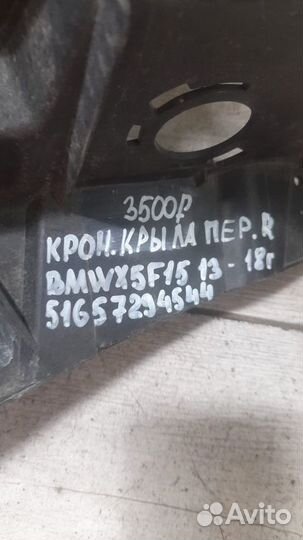 3500р
КРОН.КРЫЛА ПЕР.R
BMWX5F15 13-18г
51657294544
Avito